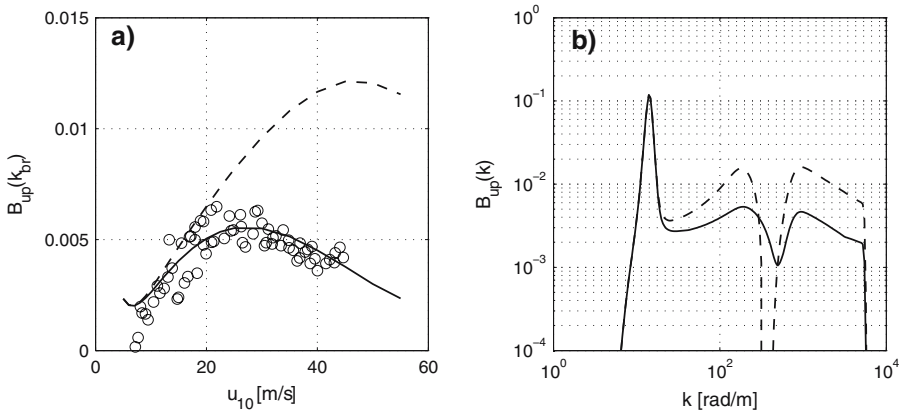 a)
0.015
0.01
0.005
0
B_up(k_br)
0 20 40 60
u_10 [m/s]
b)
10^0
10^-1
10^-2
10^-3
10^-4
B_up(k)
10^0 10^2 10^4
k [rad/m]